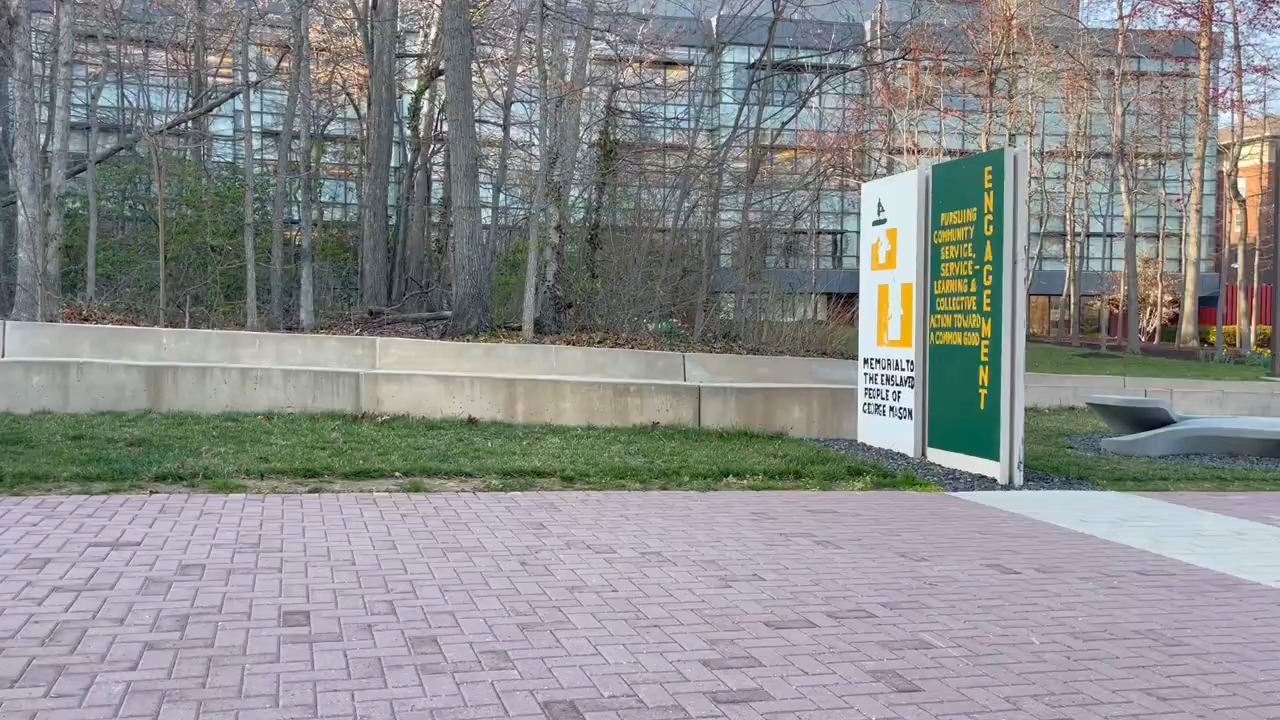 MEMORIAL TO
THE ENSLAVED
PEOPLE OF
GEORGE MASON
PURSUING
COMMUNITY
SERVICE,
SERVICE-
LEARNING &
COLLECTIVE
ACTION TOWARD
A COMMON GOOD
ENGAGEMENT